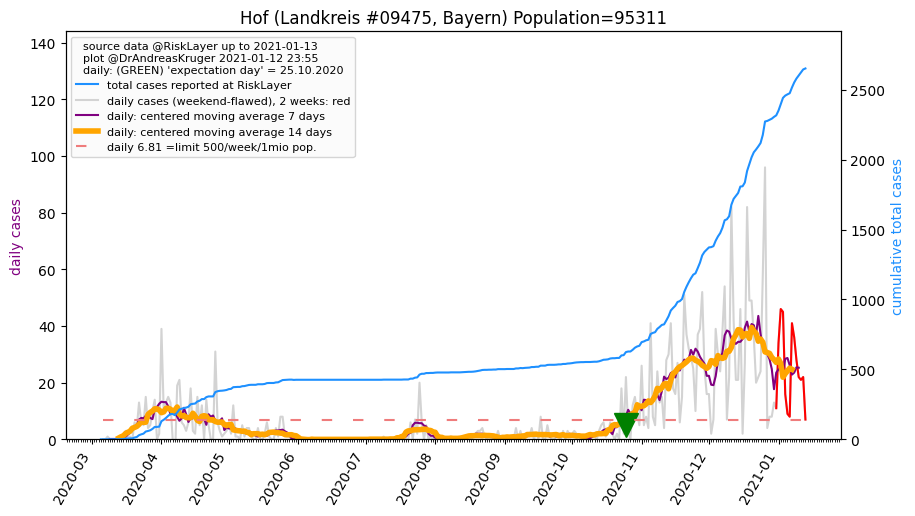 Hof (Landkreis #09475, Bayern) Population=95311
source data @RiskLayer up to 2021-01-13
plot @DrAndreasKruger 2021-01-12 23:55
daily: (GREEN) 'expectation day' = 25.10.2020
total cases reported at RiskLayer
daily cases (weekend-flawed), 2 weeks: red
daily: centered moving average 7 days
daily: centered moving average 14 days
daily 6.81 =limit 500/week/1mio pop.
daily cases
140
120
100
80
60
40
20
0
cumulative total cases
2500
2000
1500
1000
500
0
2020-03
2020-04
2020-05
2020-06
2020-07
2020-08
2020-09
2020-10
2020-11
2020-12
2021-01